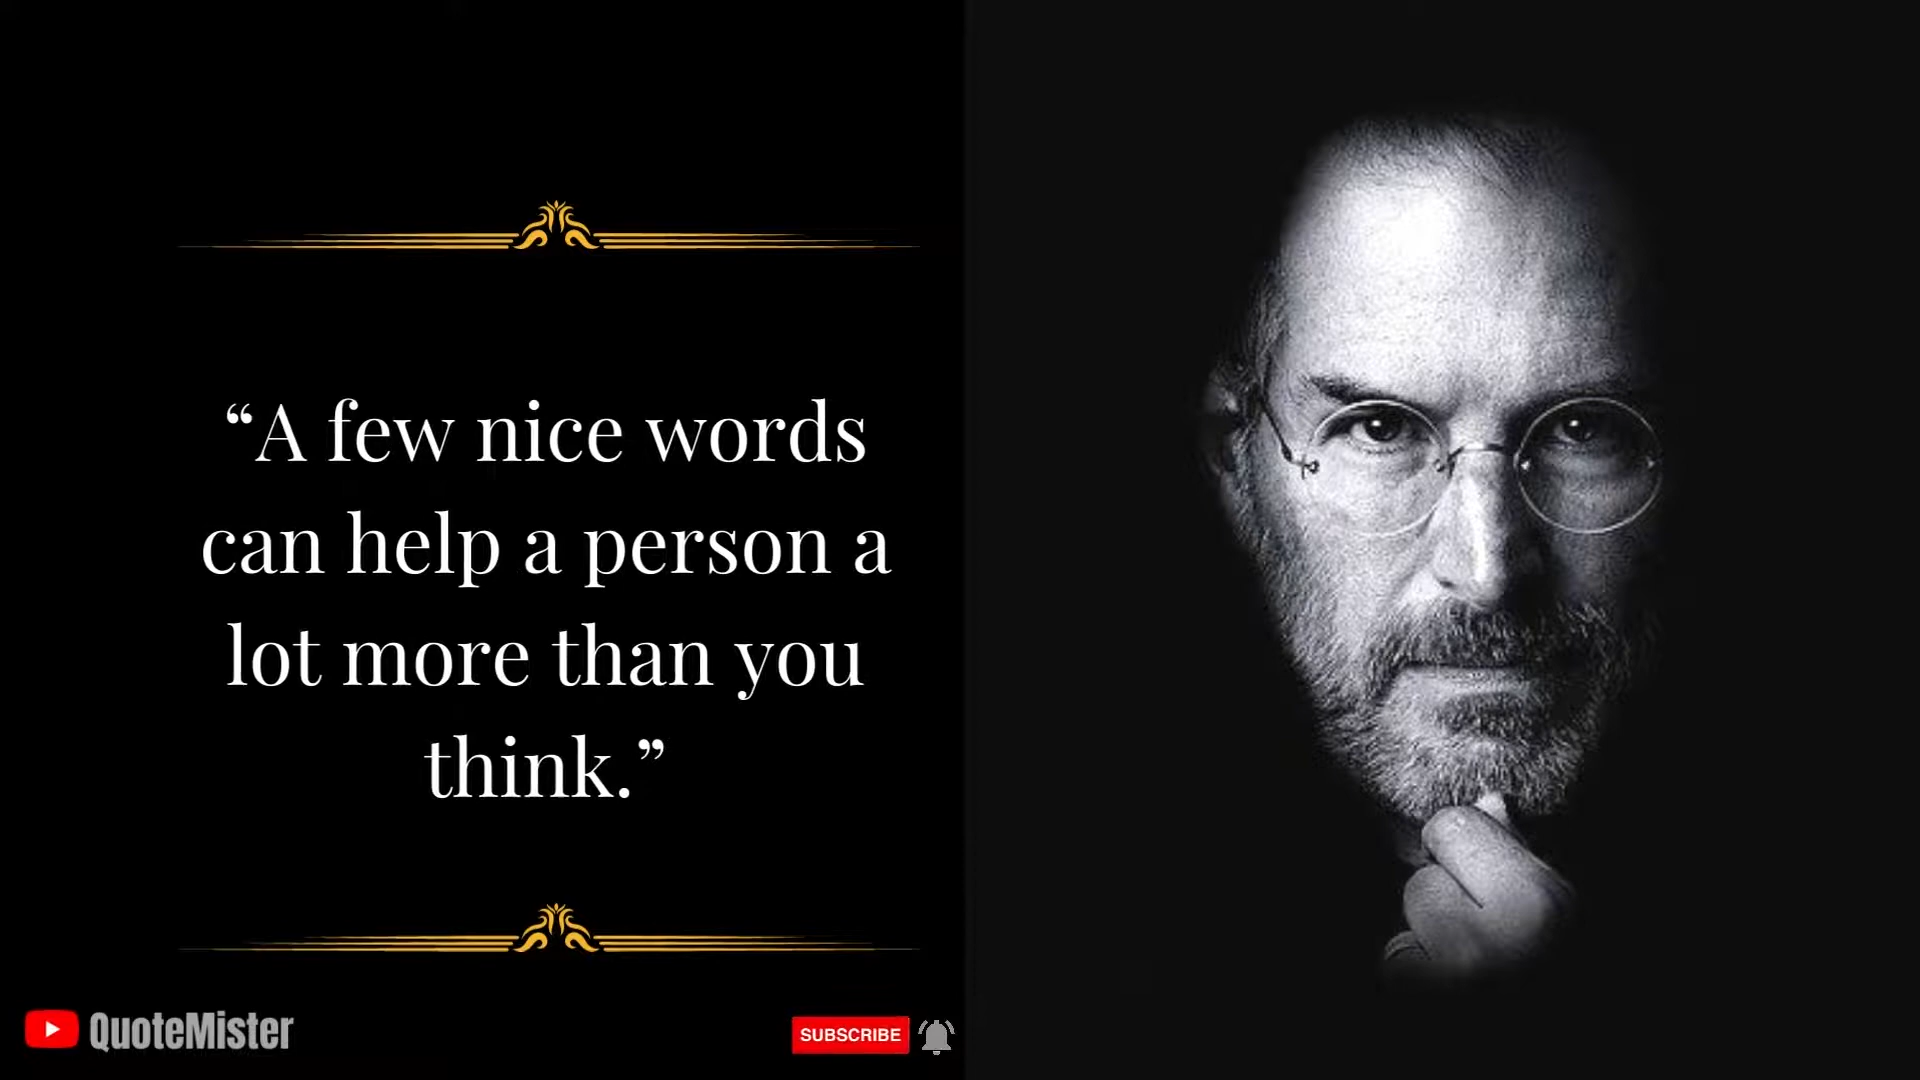 “A few nice words
can help a person a
lot more than you
think.”
QuoteMister
SUBSCRIBE